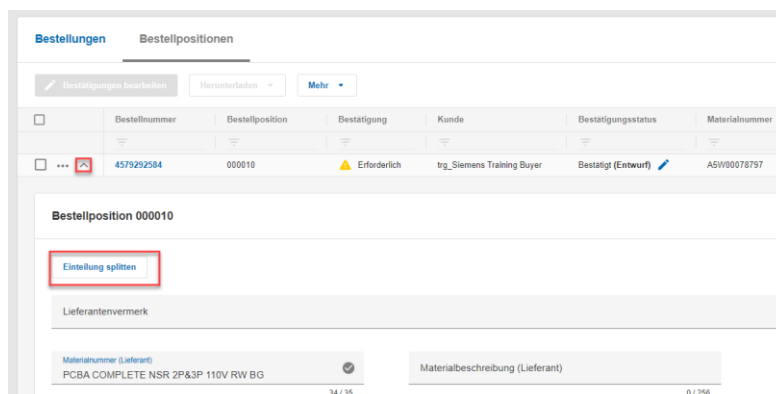 Bestellungen Bestellpositionen
Bestätigungen bearbeiten Herunterladen Mehr
Bestellnummer Bestellposition Bestätigung Kunde Bestätigungsstatus Materialnummer
4579292584 000010 Erforderlich trg_Siemens Training Buyer Bestätigt (Entwurf) A5W00078797
Bestellposition 000010
Einteilung splitten
Lieferantenvermerk
Materialnummer (Lieferant)
PCBA COMPLETE NSR 2P&3P 110V RW BG Materialbeschreibung (Lieferant)
34 / 35 0 / 256